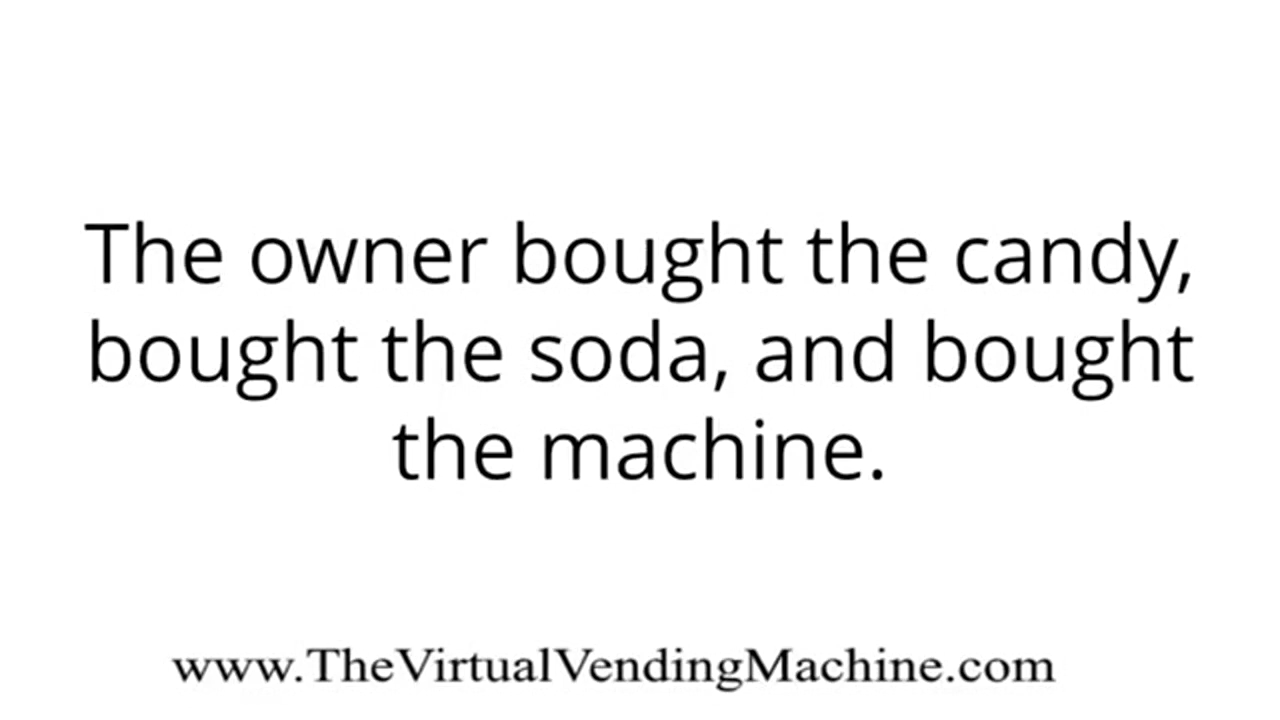 The owner bought the candy,
bought the soda, and bought
the machine.
www.TheVirtualVendingMachine.com